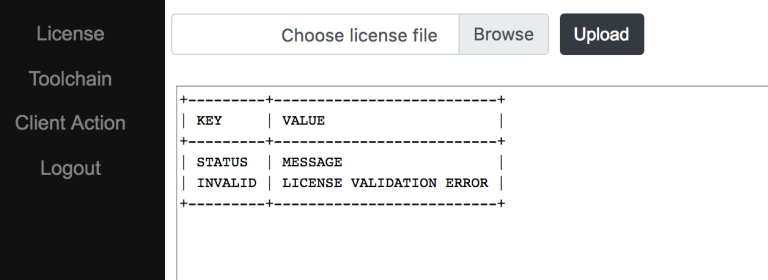 License
Toolchain
Client Action
Logout
Choose license file Browse Upload
+---------+--------------------------+
| KEY     | VALUE                    |
+---------+--------------------------+
| STATUS  | MESSAGE                  |
| INVALID | LICENSE VALIDATION ERROR |
+---------+--------------------------+